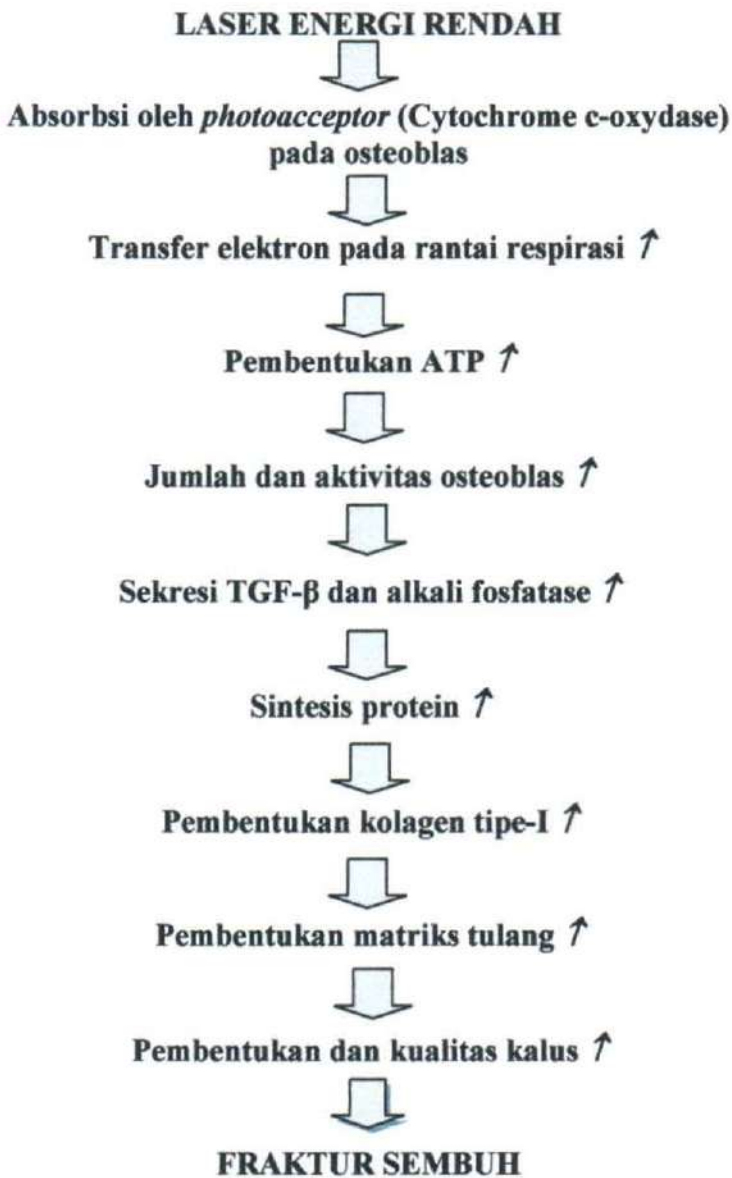 LASER ENERGI RENDAH
Absorbsi oleh photoacceptor (Cytochrome c-oxydase)
pada osteoblas
Transfer elektron pada rantai respirasi ↑
Pembentukan ATP ↑
Jumlah dan aktivitas osteoblas ↑
Sekresi TGF-β dan alkali fosfatase ↑
Sintesis protein ↑
Pembentukan kolagen tipe-I ↑
Pembentukan matriks tulang ↑
Pembentukan dan kualitas kalus ↑
FRAKTUR SEMBUH